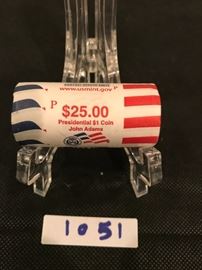 www.usmint.gov P
P
$25.00
Presidential $1 Coin
John Adams
1051